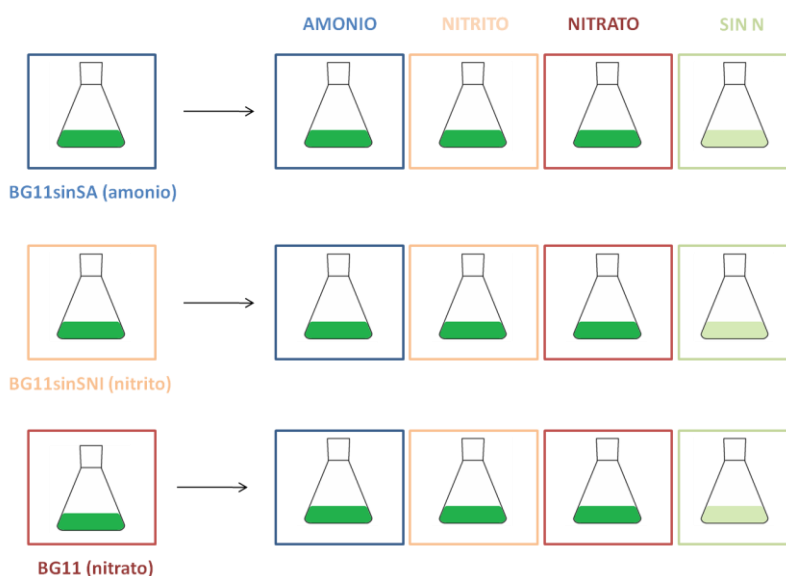 AMONIO NITRITO NITRATO SIN N
BG11sinSA (amonio)
BG11sinSNI (nitrito)
BG11 (nitrato)